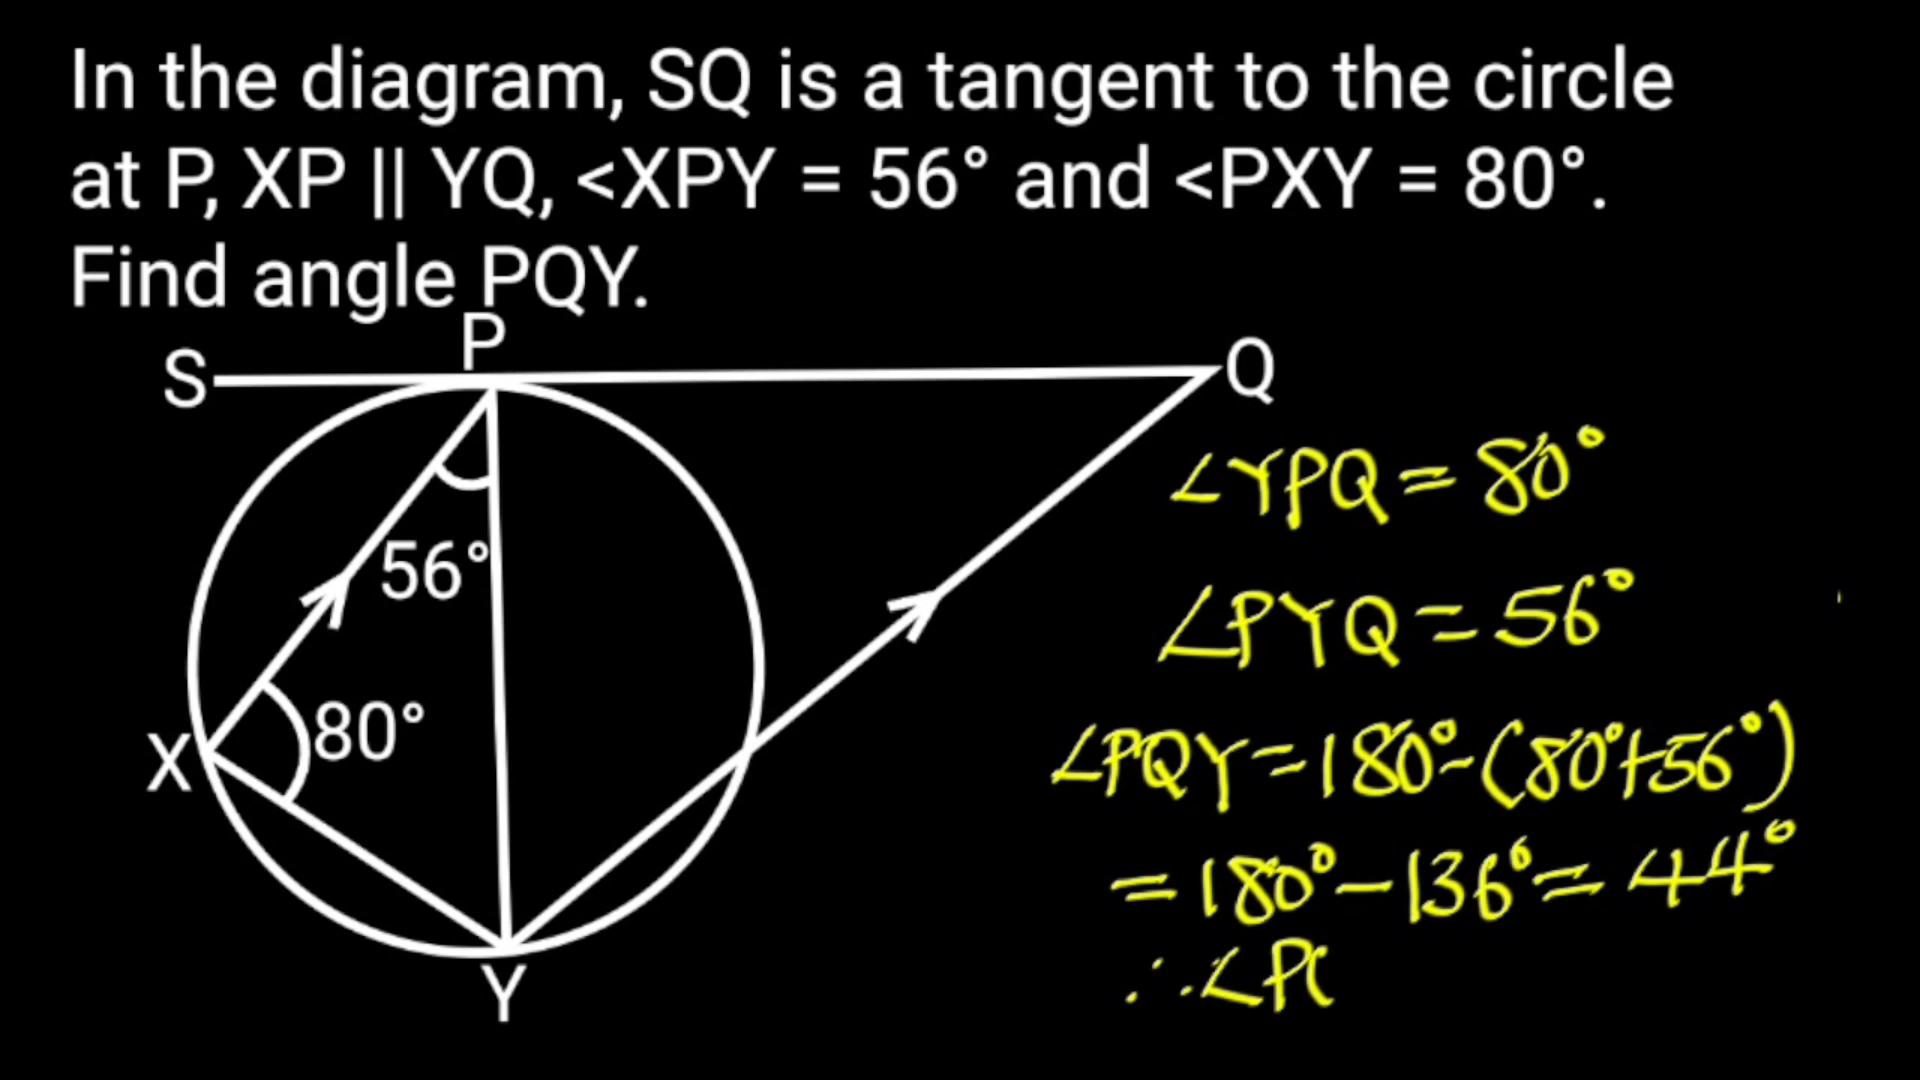 In the diagram, SQ is a tangent to the circle
at P, XP || YQ, <XPY = 56° and <PXY = 80°.
Find angle PQY.
P
S
Q
∠YPQ = 80°
56°
∠PYQ = 56°
X
80°
∠PQY = 180° - (80° + 56°)
= 180° - 136° = 44°
Y
∴ ∠P